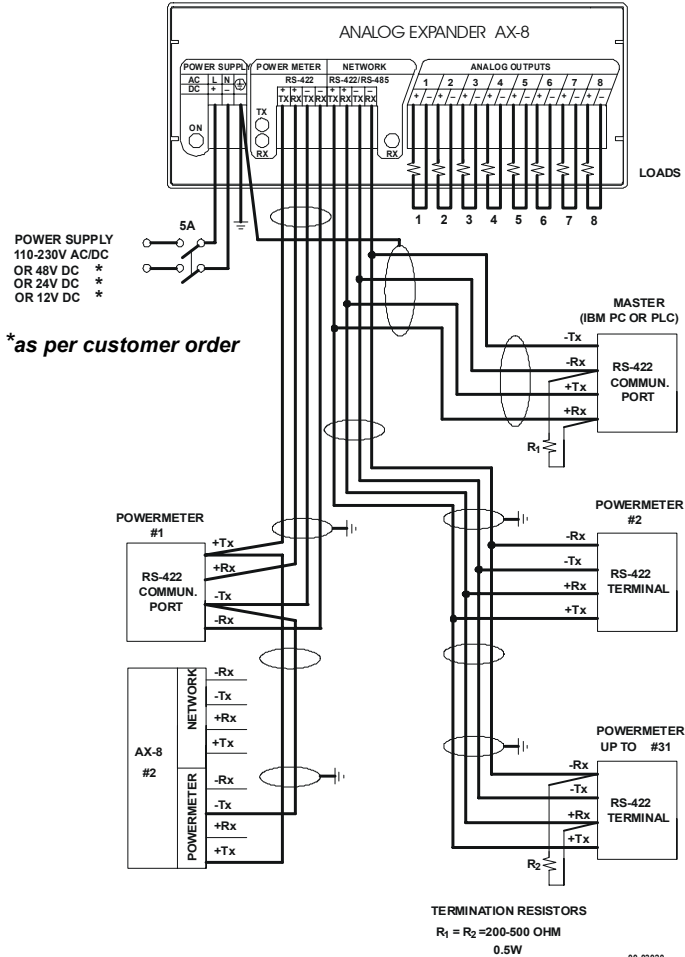 ANALOG EXPANDER AX-8
POWER SUPPLY
POWER METER
NETWORK
ANALOG OUTPUTS
AC L N
DC + –
RS-422
RS-422/RS-485
1 2 3 4 5 6 7 8
+ – + – + – + – + – + – + – + –
+ + – – + + – –
TX RX TX RX TX RX TX RX
ON
TX
RX
RX
LOADS
1 2 3 4 5 6 7 8
5A
POWER SUPPLY
110-230V AC/DC
OR 48V DC *
OR 24V DC *
OR 12V DC *
*as per customer order
MASTER
(IBM PC OR PLC)
-Tx
-Rx
+Tx
+Rx
RS-422
COMMUN.
PORT
R1
POWERMETER
#1
+Tx
+Rx
-Tx
-Rx
RS-422
COMMUN.
PORT
POWERMETER
#2
-Rx
-Tx
+Rx
+Tx
RS-422
TERMINAL
AX-8
#2
NETWORK
-Rx
-Tx
+Rx
+Tx
POWERMETER
-Rx
-Tx
+Rx
+Tx
POWERMETER
UP TO #31
-Rx
-Tx
+Rx
+Tx
RS-422
TERMINAL
R2
TERMINATION RESISTORS
R1 = R2 =200-500 OHM
0.5W